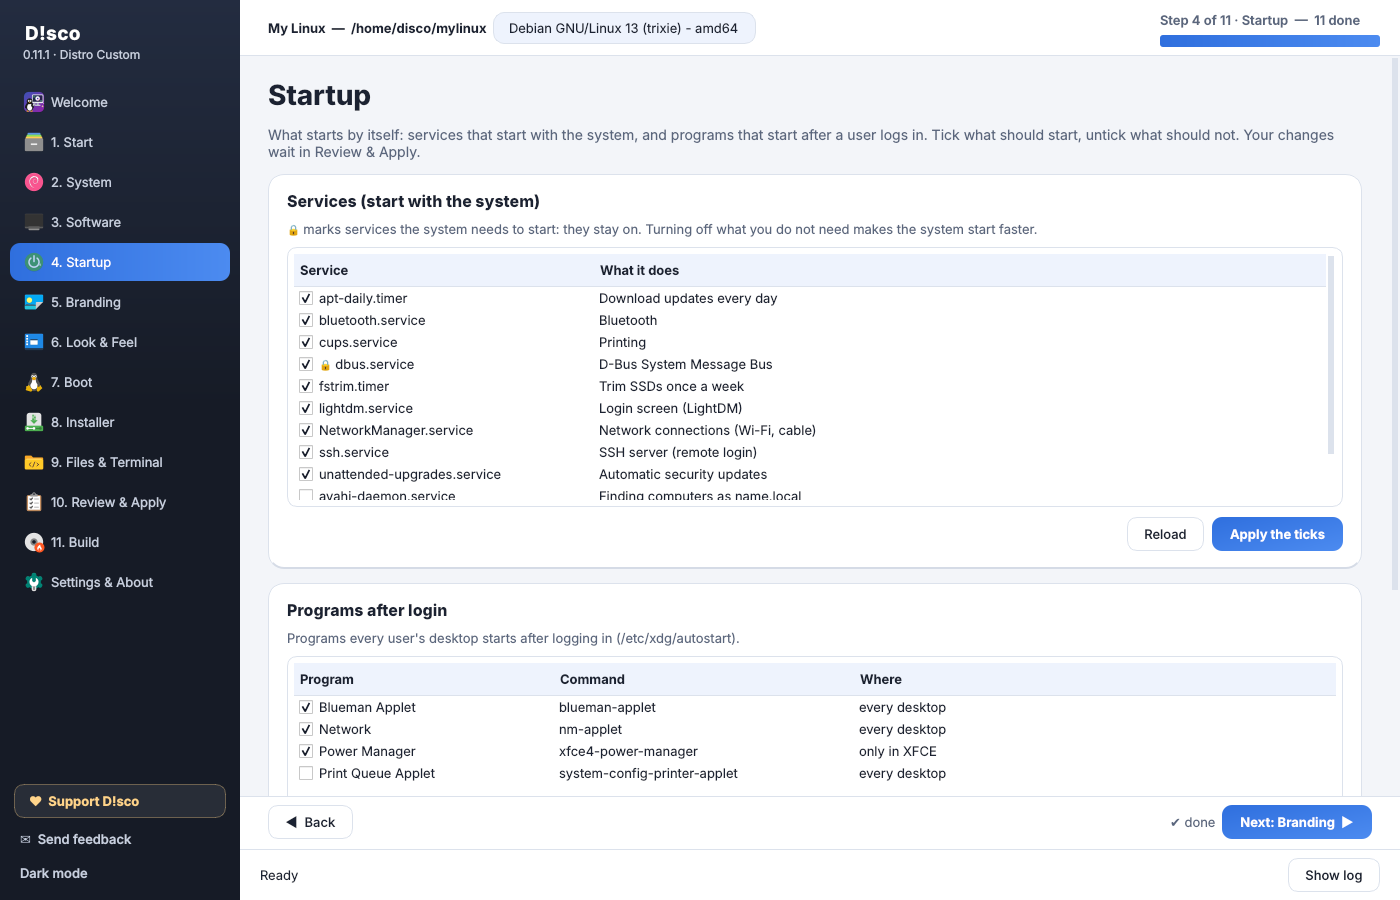 D!sco
0.11.1 · Distro Custom
Welcome
1. Start
2. System
3. Software
4. Startup
5. Branding
6. Look & Feel
7. Boot
8. Installer
9. Files & Terminal
10. Review & Apply
11. Build
Settings & About
Support D!sco
Send feedback
Dark mode
My Linux — /home/disco/mylinux
Debian GNU/Linux 13 (trixie) - amd64
Step 4 of 11 · Startup — 11 done
Startup
What starts by itself: services that start with the system, and programs that start after a user logs in. Tick what should start, untick what should not. Your changes
wait in Review & Apply.
Services (start with the system)
🔒 marks services the system needs to start: they stay on. Turning off what you do not need makes the system start faster.
Service What it does
apt-daily.timer Download updates every day
bluetooth.service Bluetooth
cups.service Printing
🔒 dbus.service D-Bus System Message Bus
fstrim.timer Trim SSDs once a week
lightdm.service Login screen (LightDM)
NetworkManager.service Network connections (Wi-Fi, cable)
ssh.service SSH server (remote login)
unattended-upgrades.service Automatic security updates
avahi-daemon.service Finding computers as name.local
Reload Apply the ticks
Programs after login
Programs every user's desktop starts after logging in (/etc/xdg/autostart).
Program Command Where
Blueman Applet blueman-applet every desktop
Network nm-applet every desktop
Power Manager xfce4-power-manager only in XFCE
Print Queue Applet system-config-printer-applet every desktop
◀ Back
✔ done
Next: Branding ▶
Ready
Show log